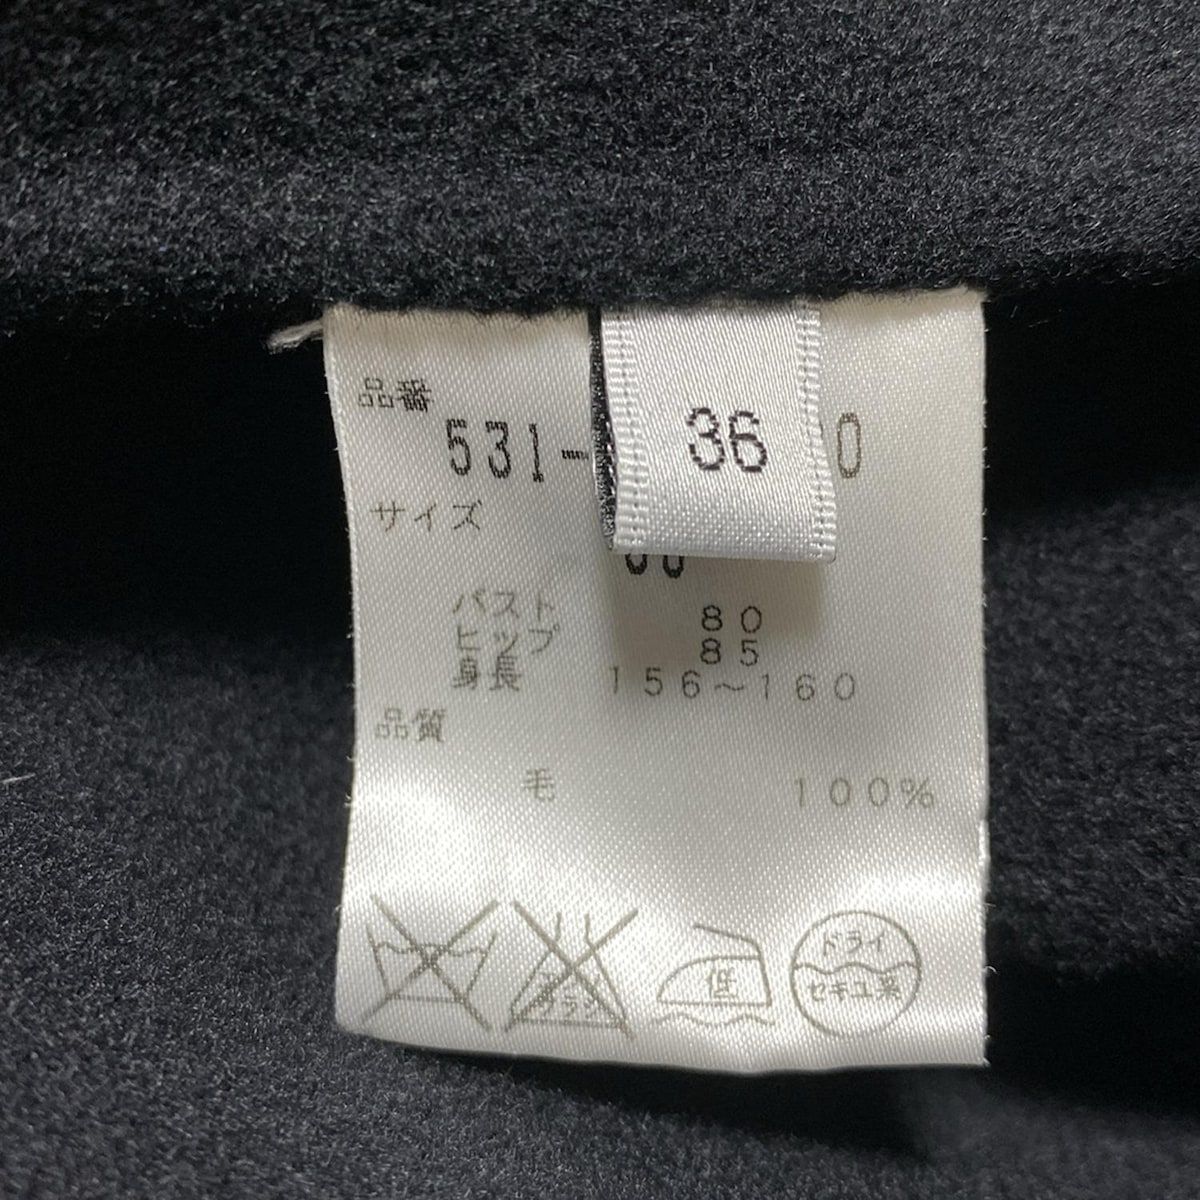 品番
531-
0
36
サイズ
バスト 80
ヒップ 85
身長 156～160
品質
毛 100%
低
ドライ
セキユ系